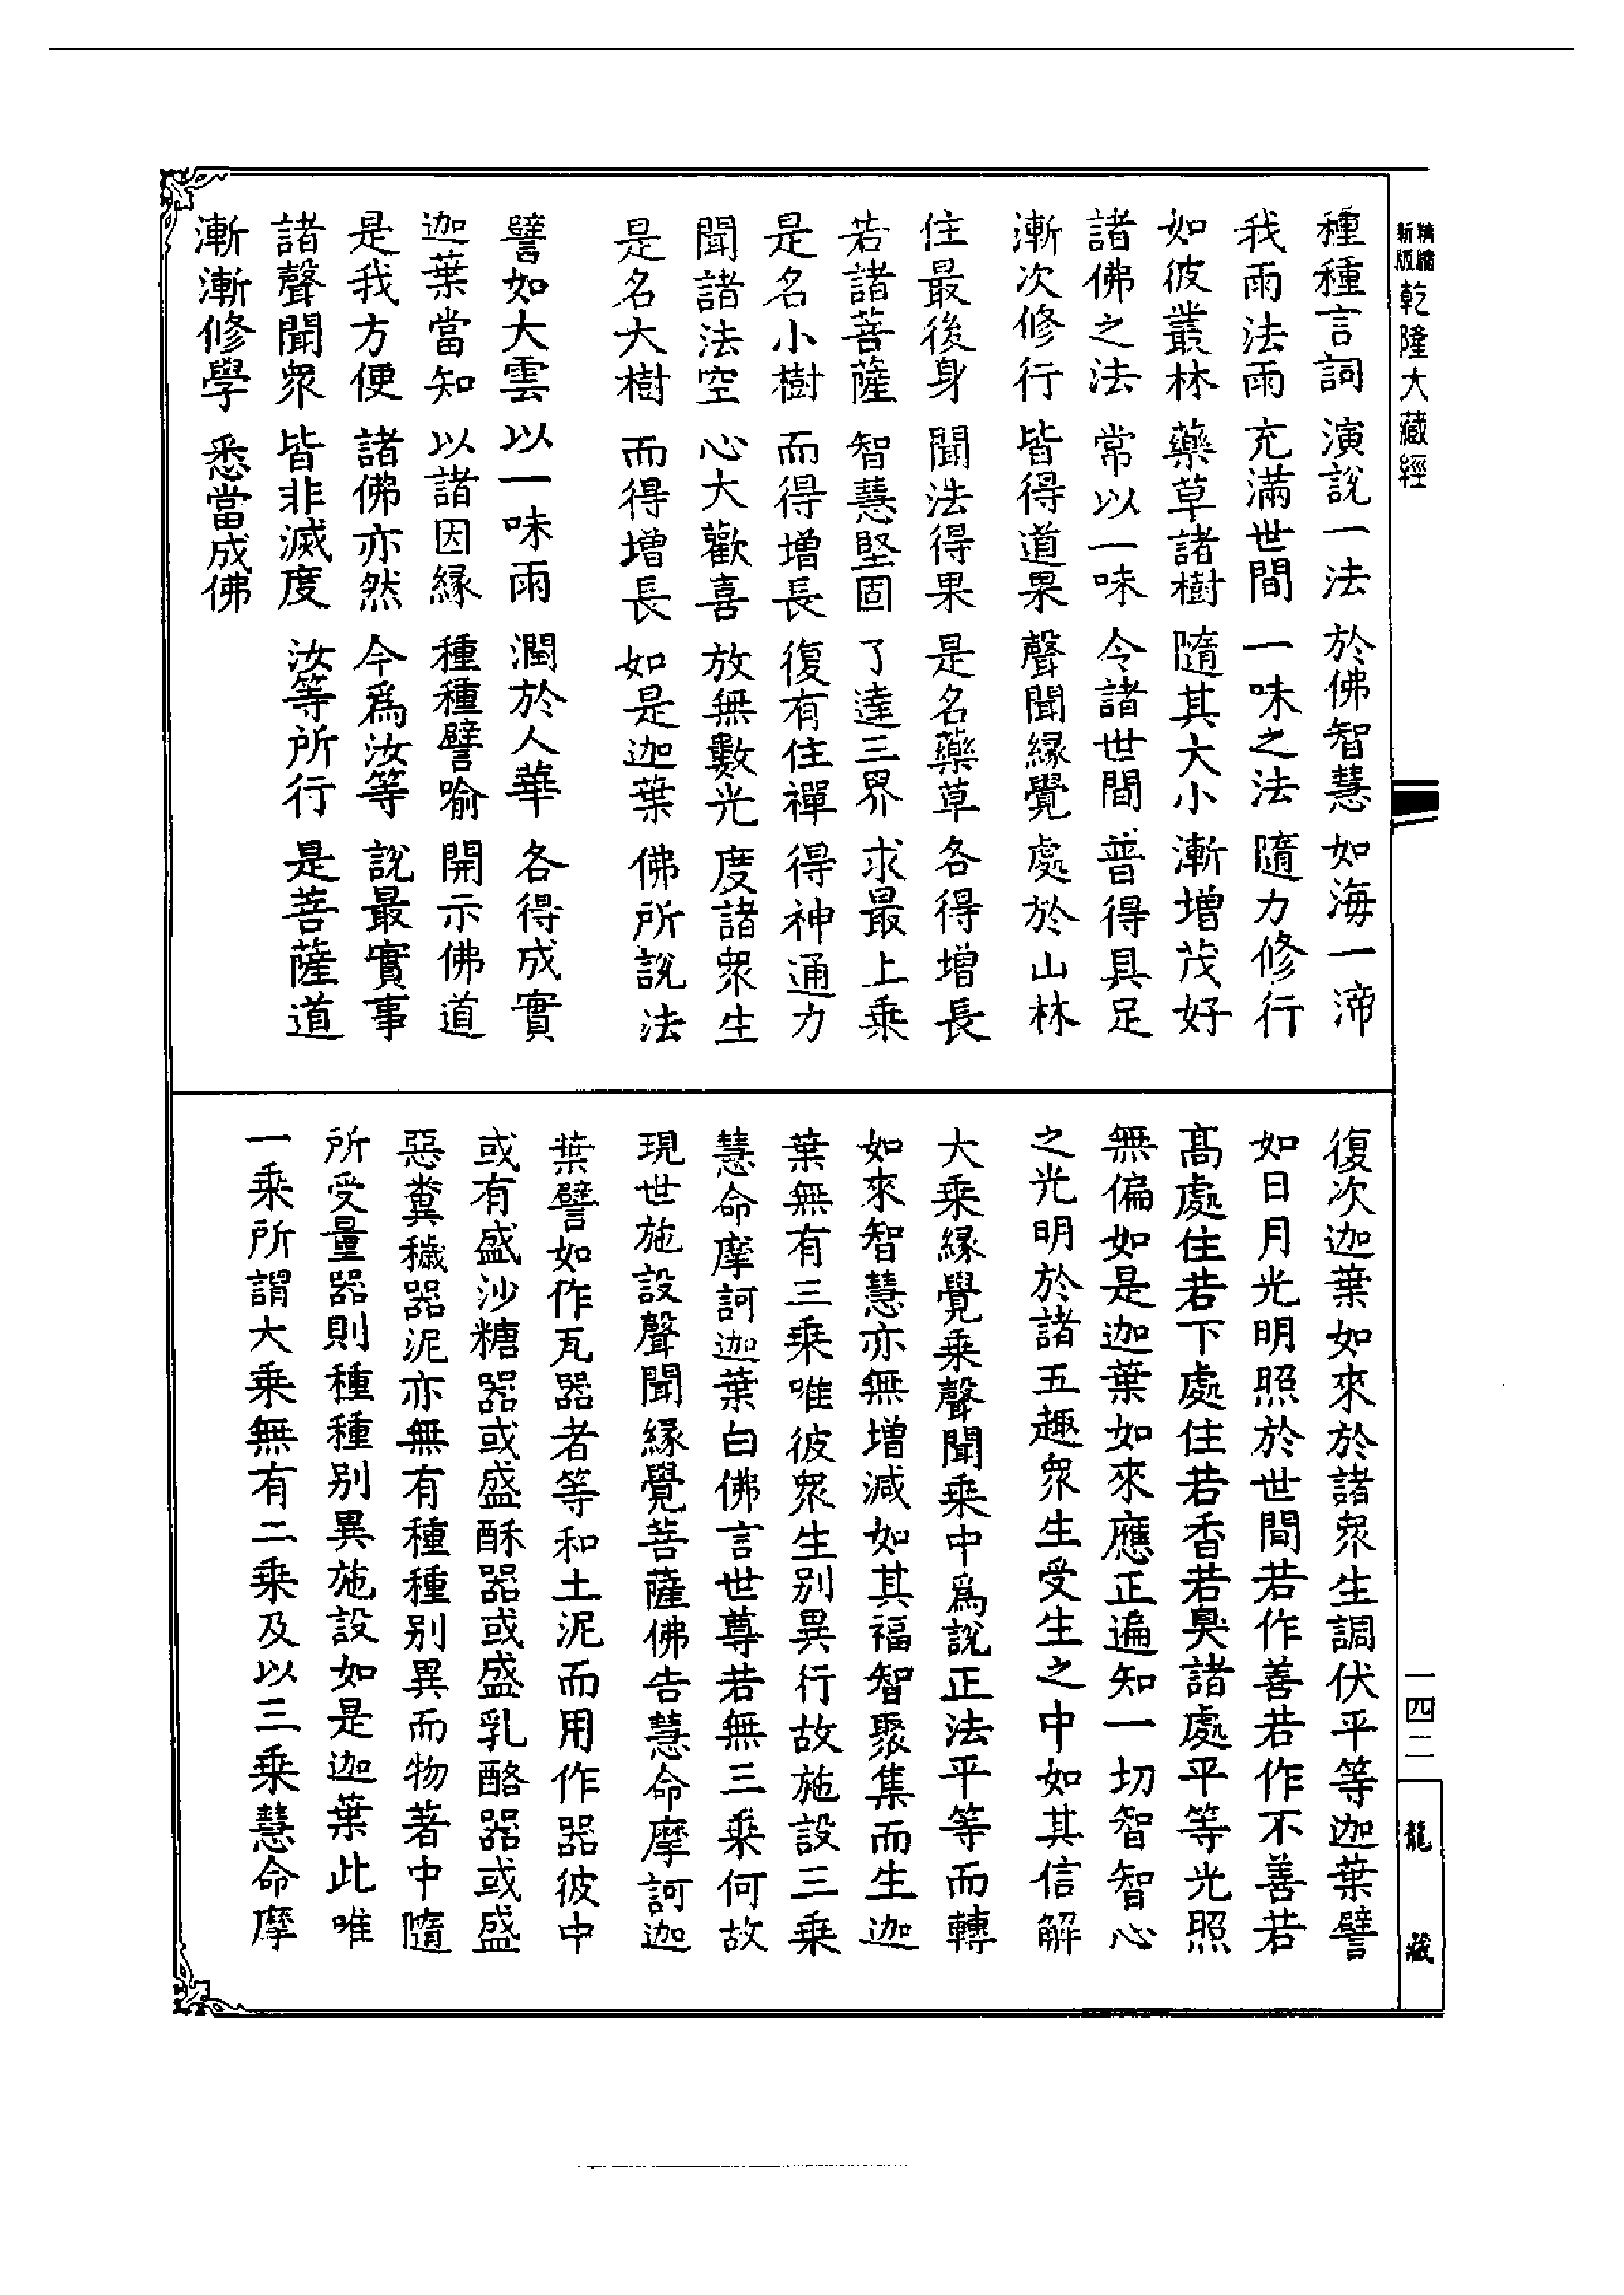 精縮新版乾隆大藏經
種種言詞　演說一法　於佛智慧　如海一渧
我雨法雨　充滿世間　一味之法　隨力修行
如彼叢林　藥草諸樹　隨其大小　漸增茂好
諸佛之法　常以一味　令諸世間　普得具足
漸次修行　皆得道果　聲聞緣覺　處於山林
住最後身　聞法得果　是名藥草　各得增長
若諸菩薩　智慧堅固　了達三界　求最上乘
是名小樹　而得增長　復有住禪　得神通力
聞諸法空　心大歡喜　放無數光　度諸眾生
是名大樹　而得增長　如是迦葉　佛所說法
譬如大雲　以一味雨　潤於人華　各得成實
迦葉當知　以諸因緣　種種譬喻　開示佛道
是我方便　諸佛亦然　今為汝等　說最實事
諸聲聞眾　皆非滅度　汝等所行　是菩薩道
漸漸修學　悉當成佛
復次迦葉如來於諸眾生調伏平等迦葉譬
如日月光明照於世間若作善若作不善若
高處住若下處住若香若臭諸處平等光照
無偏如是迦葉如來應正遍知一切智智心
之光明於諸五趣眾生受生之中如其信解
大乘緣覺乘聲聞乘中為說正法平等而轉
如來智慧亦無增減如其福智聚集而生迦
葉無有三乘唯彼眾生別異行故施設三乘
慧命摩訶迦葉白佛言世尊若無三乘何故
現世施設聲聞緣覺菩薩佛告慧命摩訶迦
葉譬如作瓦器者等和土泥而用作器彼中
或有盛沙糖器或盛酥器或盛乳酪器或盛
惡糞穢器泥亦無有種種別異而物著中隨
所受量器則種種別異施設如是迦葉此唯
一乘所謂大乘無有二乘及以三乘慧命摩
一四二
龍藏